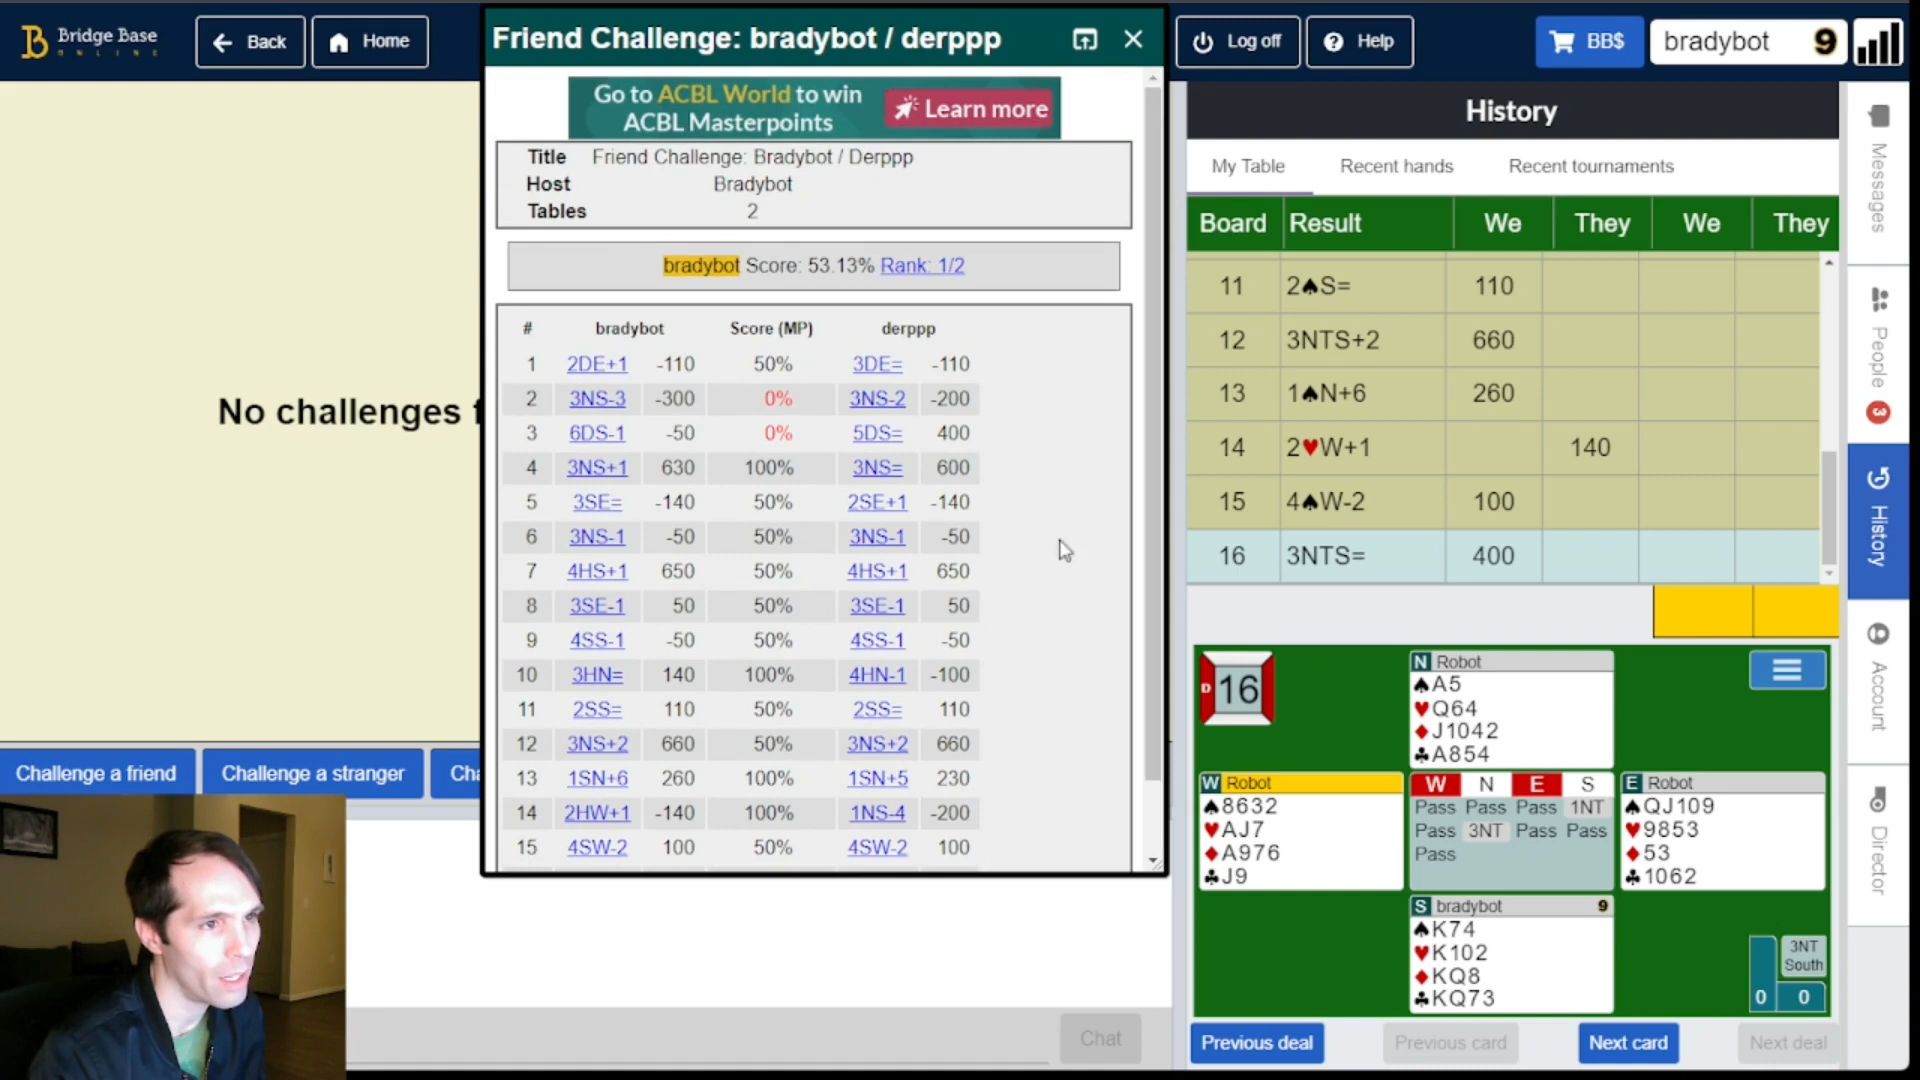 Bridge Base
ONLINE
Back
Home
Friend Challenge: bradybot / derppp
Log off
Help
BB$
bradybot 9
Go to ACBL World to win
ACBL Masterpoints
Learn more
Title Friend Challenge: Bradybot / Derppp
Host Bradybot
Tables 2
bradybot Score: 53.13% Rank: 1/2
# bradybot Score (MP) derppp
1 2DE+1 -110 50% 3DE= -110
2 3NS-3 -300 0% 3NS-2 -200
3 6DS-1 -50 0% 5DS= 400
4 3NS+1 630 100% 3NS= 600
5 3SE= -140 50% 2SE+1 -140
6 3NS-1 -50 50% 3NS-1 -50
7 4HS+1 650 50% 4HS+1 650
8 3SE-1 50 50% 3SE-1 50
9 4SS-1 -50 50% 4SS-1 -50
10 3HN= 140 100% 4HN-1 -100
11 2SS= 110 50% 2SS= 110
12 3NS+2 660 50% 3NS+2 660
13 1SN+6 260 100% 1SN+5 230
14 2HW+1 -140 100% 1NS-4 -200
15 4SW-2 100 50% 4SW-2 100
No challenges f
Challenge a friend
Challenge a stranger
Cha
Chat
History
My Table Recent hands Recent tournaments
Board Result We They We They
11 2♠S= 110
12 3NTS+2 660
13 1♠N+6 260
14 2♥W+1 140
15 4♠W-2 100
16 3NTS= 400
D 16
N Robot
♠A5
♥Q64
♦J1042
♣A854
W Robot
♠8632
♥AJ7
♦A976
♣J9
W N E S
Pass Pass Pass 1NT
Pass 3NT Pass Pass
Pass
E Robot
♠QJ109
♥9853
♦53
♣1062
S bradybot 9
♠K74
♥K102
♦KQ8
♣KQ73
3NT
South
0 0
Previous deal
Previous card
Next card
Next deal
Messages
People
3
History
Account
Director